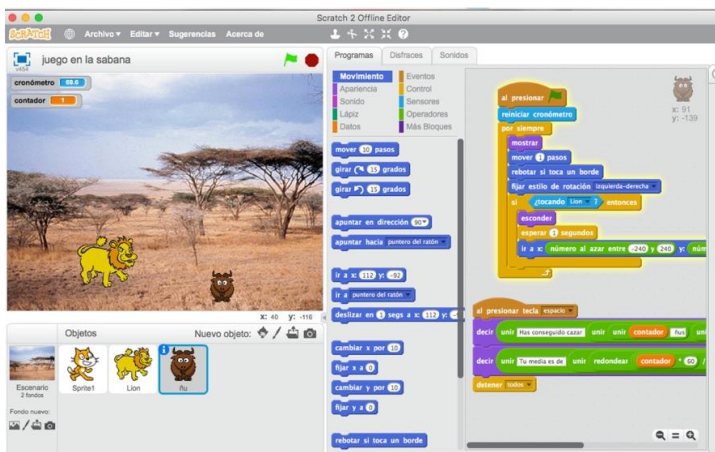 Scratch 2 Offline Editor
SCRATCH Archivo Editar Sugerencias Acerca de
v454 juego en la sabana
cronómetro 69.6
contador 1
x: 40 y: -116
Objetos Nuevo objeto:
Escenario
2 fondos
Fondo nuevo:
Sprite1
Lion
ñu
Programas Disfraces Sonidos
Movimiento Eventos
Apariencia Control
Sonido Sensores
Lápiz Operadores
Datos Más Bloques
mover 10 pasos
girar 15 grados
girar 15 grados
apuntar en dirección 90
apuntar hacia puntero del ratón
ir a x: 112 y: -92
ir a puntero del ratón
deslizar en 1 segs a x: 112 y:
cambiar x por 10
fijar x a 0
cambiar y por 10
fijar y a 0
rebotar si toca un borde
x: 91
y: -139
al presionar
reiniciar cronómetro
por siempre
mostrar
mover 1 pasos
rebotar si toca un borde
fijar estilo de rotación izquierda-derecha
si ¿tocando Lion ? entonces
esconder
esperar 1 segundos
ir a x: número al azar entre -240 y 240 y: núm
al presionar tecla espacio
decir unir Has conseguido cazar unir unir contador ñus un
decir unir Tu media es de unir redondear contador * 60 /
detener todos